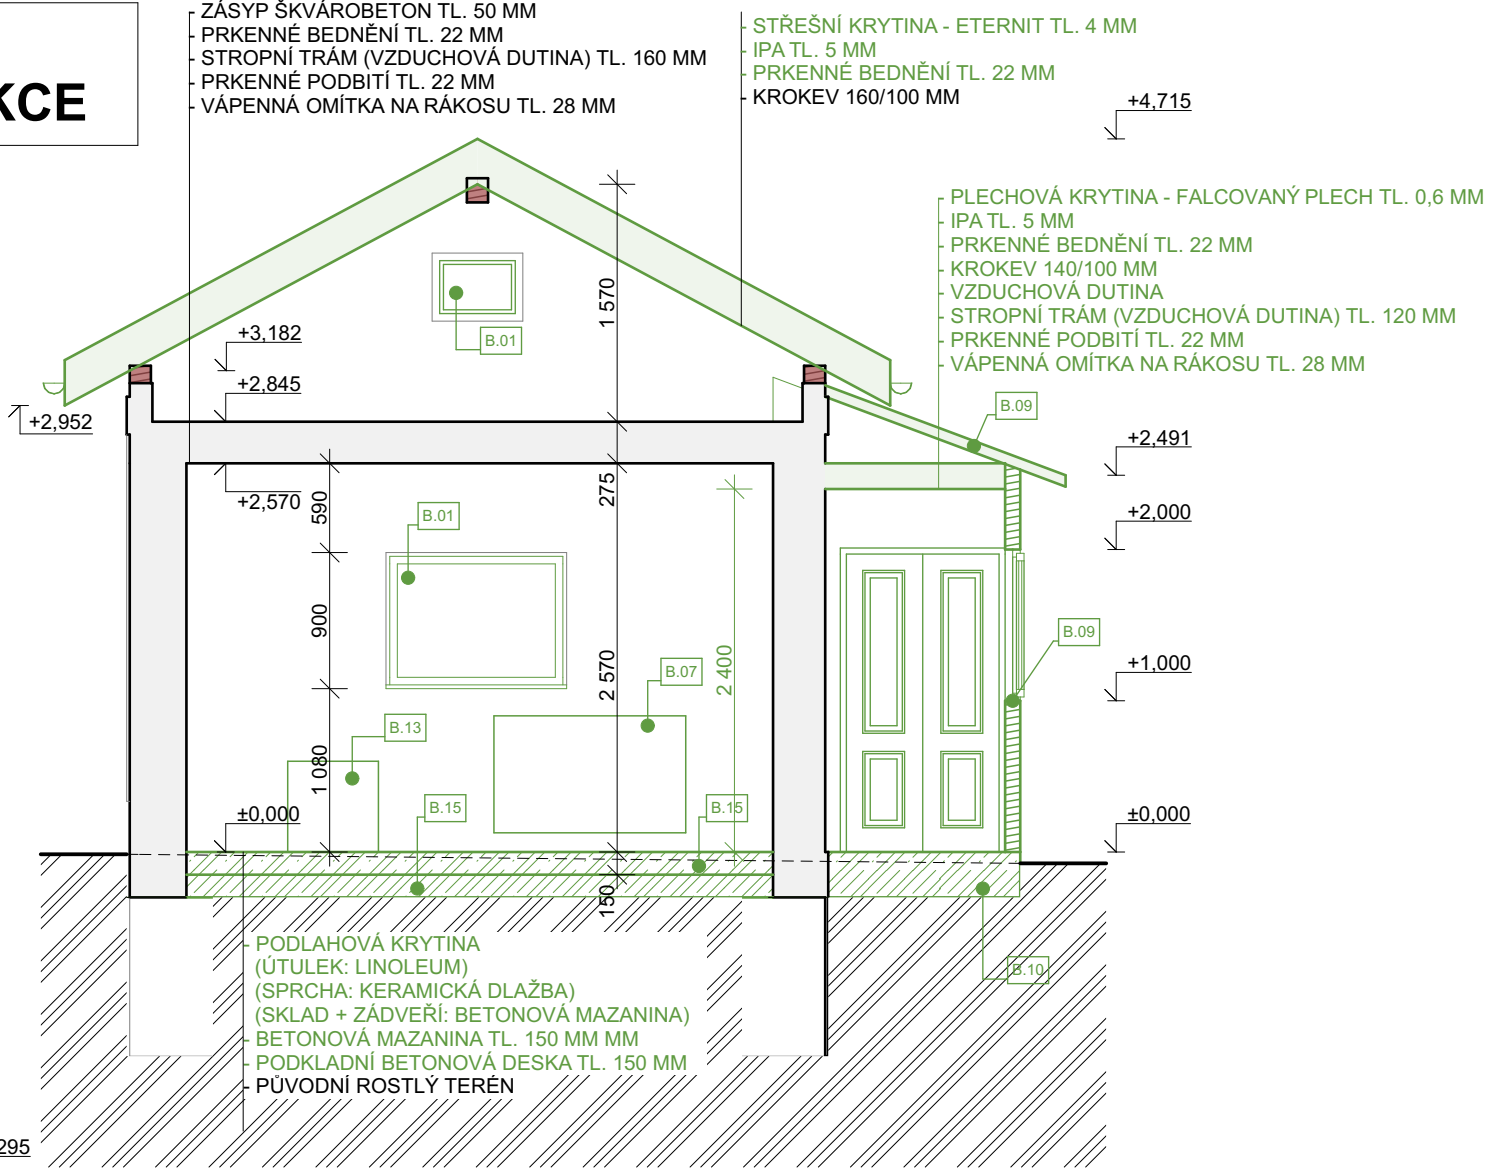 KCE
ZÁSYP ŠKVÁROBETON TL. 50 MM
PRKENNÉ BEDNĚNÍ TL. 22 MM
STROPNÍ TRÁM (VZDUCHOVÁ DUTINA) TL. 160 MM
PRKENNÉ PODBITÍ TL. 22 MM
VÁPENNÁ OMÍTKA NA RÁKOSU TL. 28 MM
STŘEŠNÍ KRYTINA - ETERNIT TL. 4 MM
IPA TL. 5 MM
PRKENNÉ BEDNĚNÍ TL. 22 MM
KROKEV 160/100 MM
+4,715
PLECHOVÁ KRYTINA - FALCOVANÝ PLECH TL. 0,6 MM
IPA TL. 5 MM
PRKENNÉ BEDNĚNÍ TL. 22 MM
KROKEV 140/100 MM
VZDUCHOVÁ DUTINA
STROPNÍ TRÁM (VZDUCHOVÁ DUTINA) TL. 120 MM
PRKENNÉ PODBITÍ TL. 22 MM
VÁPENNÁ OMÍTKA NA RÁKOSU TL. 28 MM
1 570
+3,182
B.01
+2,845
+2,952
B.09
+2,491
+2,570
590
275
B.01
+2,000
900
2 570
2 400
B.07
B.09
+1,000
B.13
1 080
±0,000
B.15
B.15
±0,000
150
B.10
PODLAHOVÁ KRYTINA
(ÚTULEK: LINOLEUM)
(SPRCHA: KERAMICKÁ DLAŽBA)
(SKLAD + ZÁDVEŘÍ: BETONOVÁ MAZANINA)
BETONOVÁ MAZANINA TL. 150 MM MM
PODKLADNÍ BETONOVÁ DESKA TL. 150 MM
PŮVODNÍ ROSTLÝ TERÉN
295